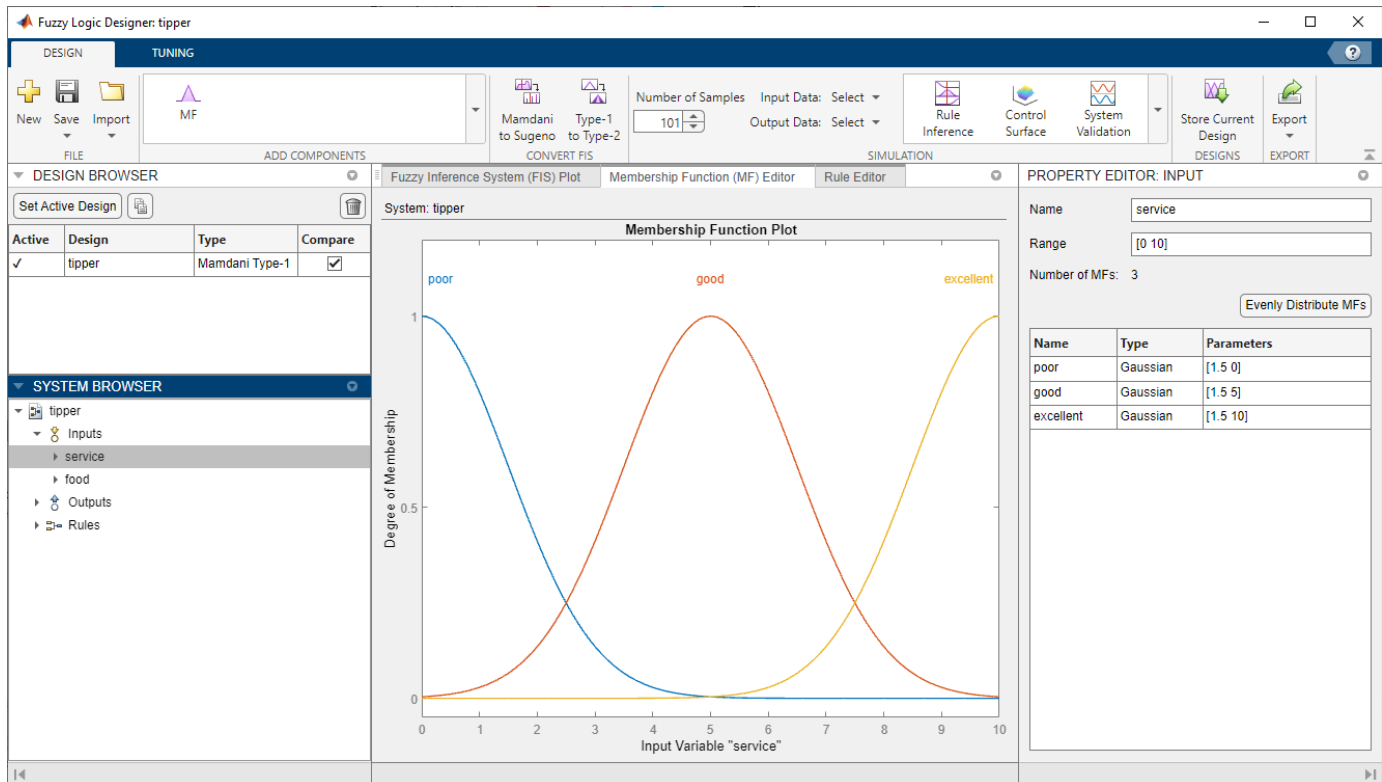 Fuzzy Logic Designer: tipper
DESIGN TUNING
New Save Import
FILE
MF
ADD COMPONENTS
Mamdani to Sugeno
Type-1 to Type-2
CONVERT FIS
Number of Samples
101
Input Data: Select
Output Data: Select
Rule Inference
Control Surface
System Validation
SIMULATION
Store Current Design
DESIGNS
Export
EXPORT
DESIGN BROWSER
Set Active Design
Active Design Type Compare
✓ tipper Mamdani Type-1
SYSTEM BROWSER
tipper
Inputs
service
food
Outputs
Rules
Fuzzy Inference System (FIS) Plot Membership Function (MF) Editor Rule Editor
System: tipper
Membership Function Plot
poor good excellent
1
0.5
0
Degree of Membership
0 1 2 3 4 5 6 7 8 9 10
Input Variable "service"
PROPERTY EDITOR: INPUT
Name service
Range [0 10]
Number of MFs: 3
Evenly Distribute MFs
Name Type Parameters
poor Gaussian [1.5 0]
good Gaussian [1.5 5]
excellent Gaussian [1.5 10]